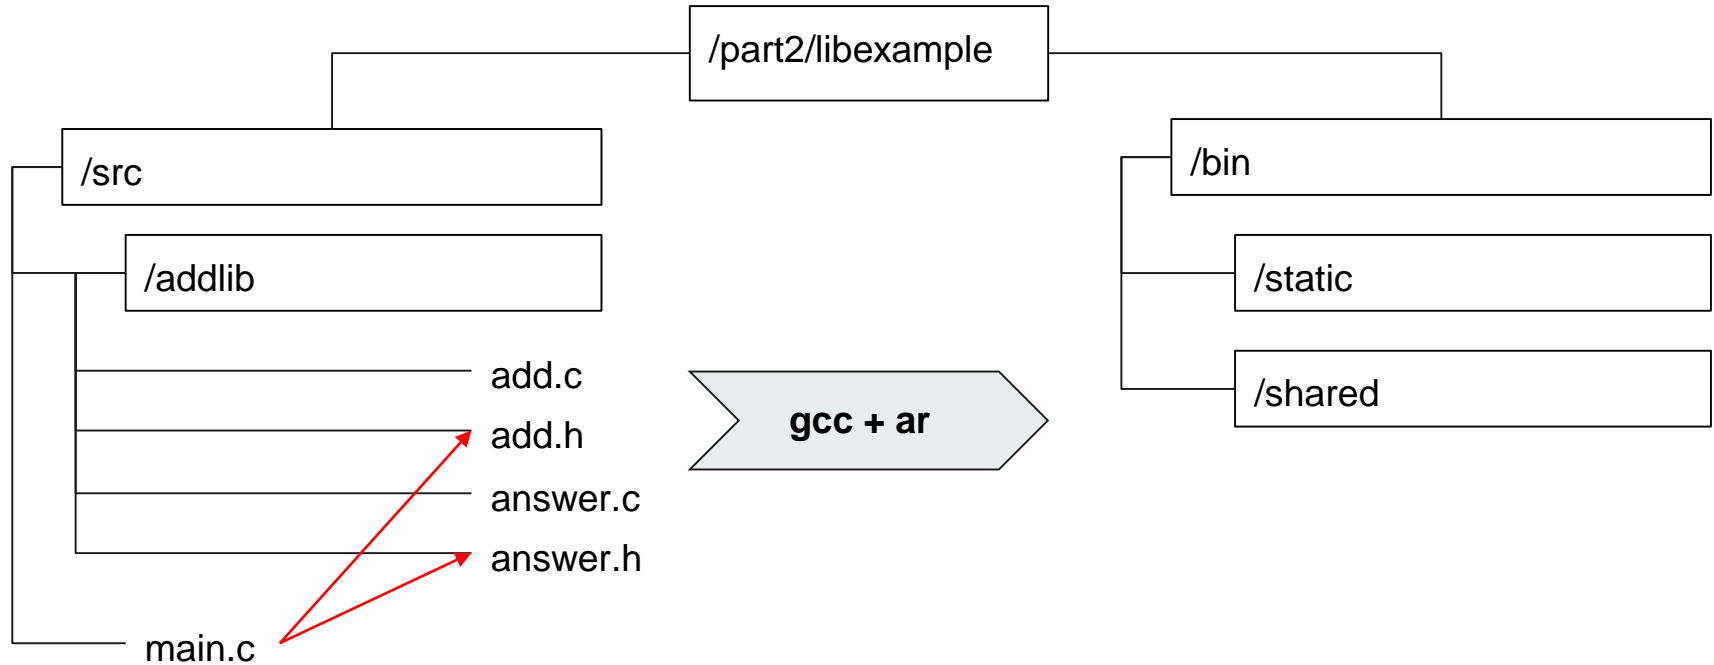 /part2/libexample
/src
/bin
/addlib
/static
add.c
/shared
add.h
gcc + ar
answer.c
answer.h
main.c